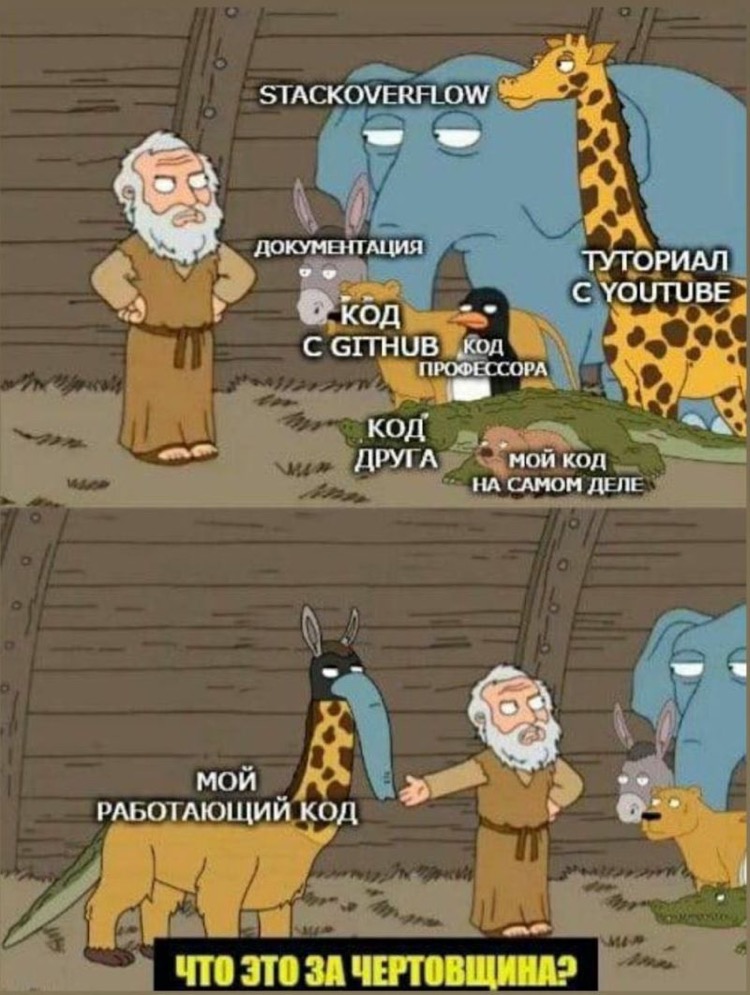 STACKOVERFLOW
ДОКУМЕНТАЦИЯ
ТУТОРИАЛ
С YOUTUBE
КОД
С GITHUB
КОД
ПРОФЕССОРА
КОД
ДРУГА
МОЙ КОД
НА САМОМ ДЕЛЕ
МОЙ
РАБОТАЮЩИЙ КОД
ЧТО ЭТО ЗА ЧЕРТОВЩИНА?